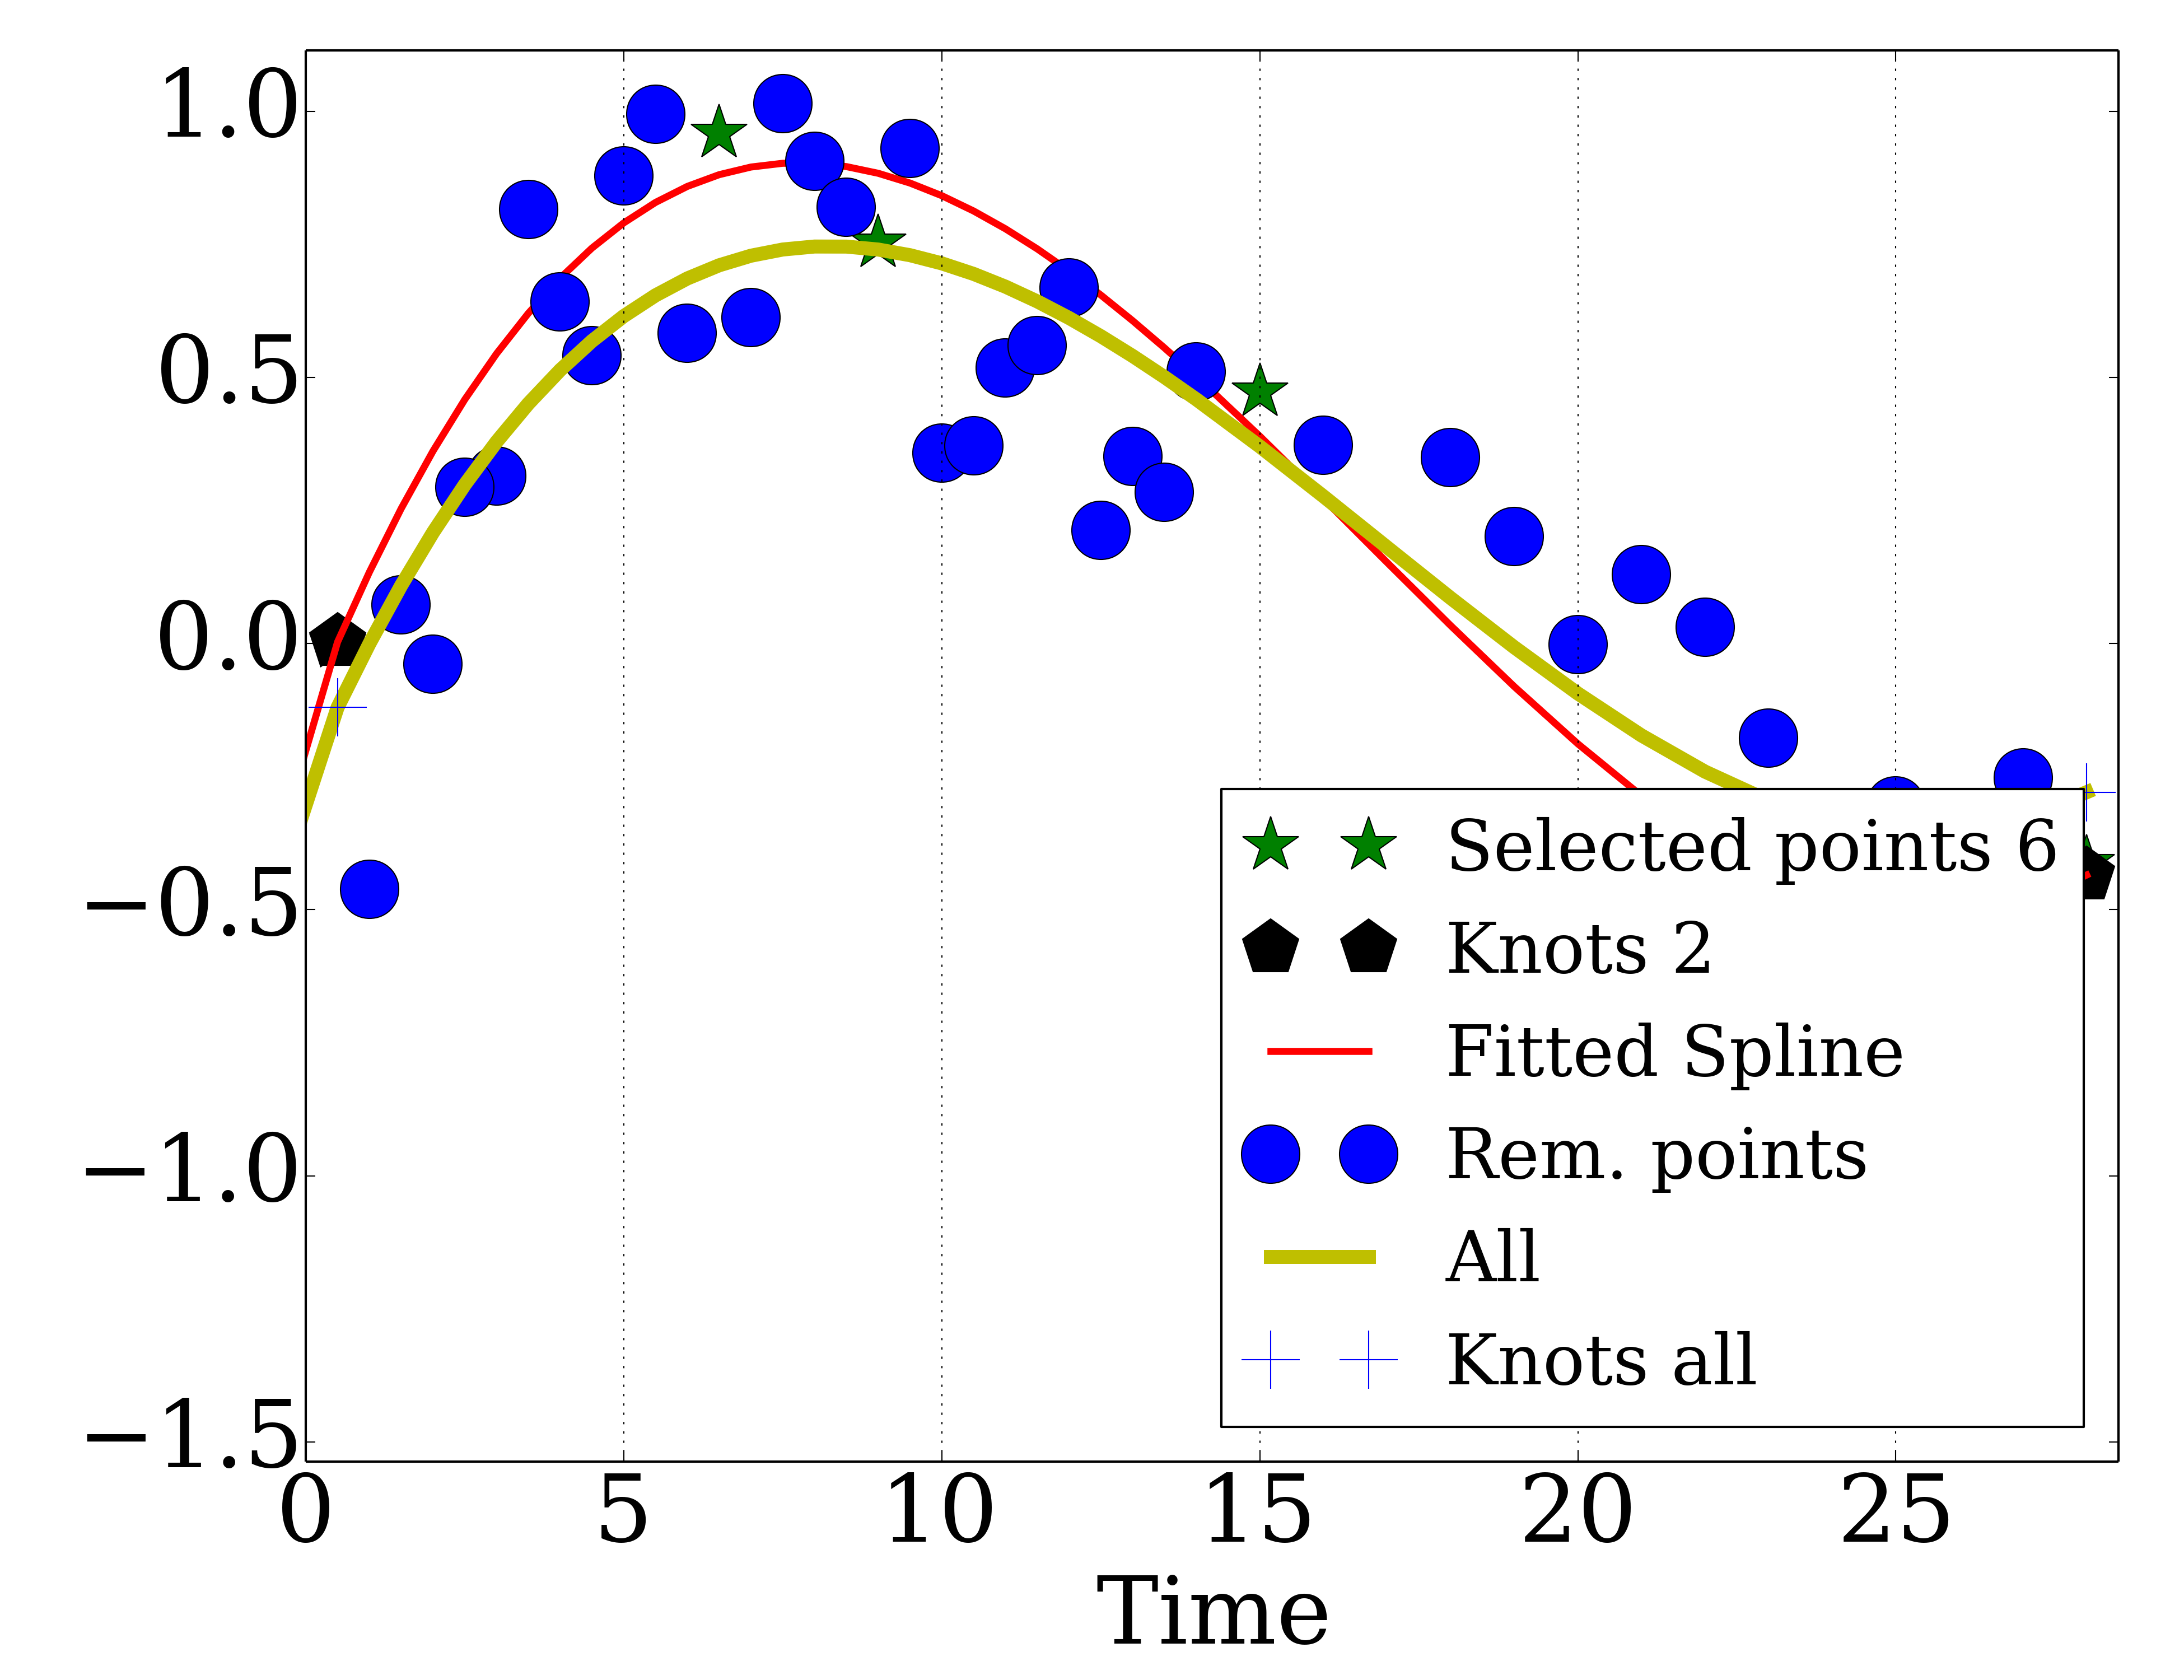 1.0
0.5
0.0
−0.5
−1.0
−1.5
0 5 10 15 20 25
Time
Selected points 6
Knots 2
Fitted Spline
Rem. points
All
Knots all